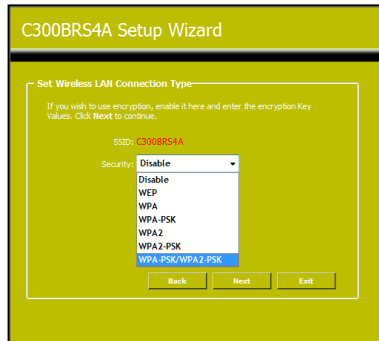 C300BRS4A Setup Wizard
Set Wireless LAN Connection Type
If you wish to use encryption, enable it here and enter the encryption Key
Values. Click Next to continue.
SSID: C300BRS4A
Security: Disable
Disable
WEP
WPA
WPA-PSK
WPA2
WPA2-PSK
WPA-PSK/WPA2-PSK
Back Next Exit